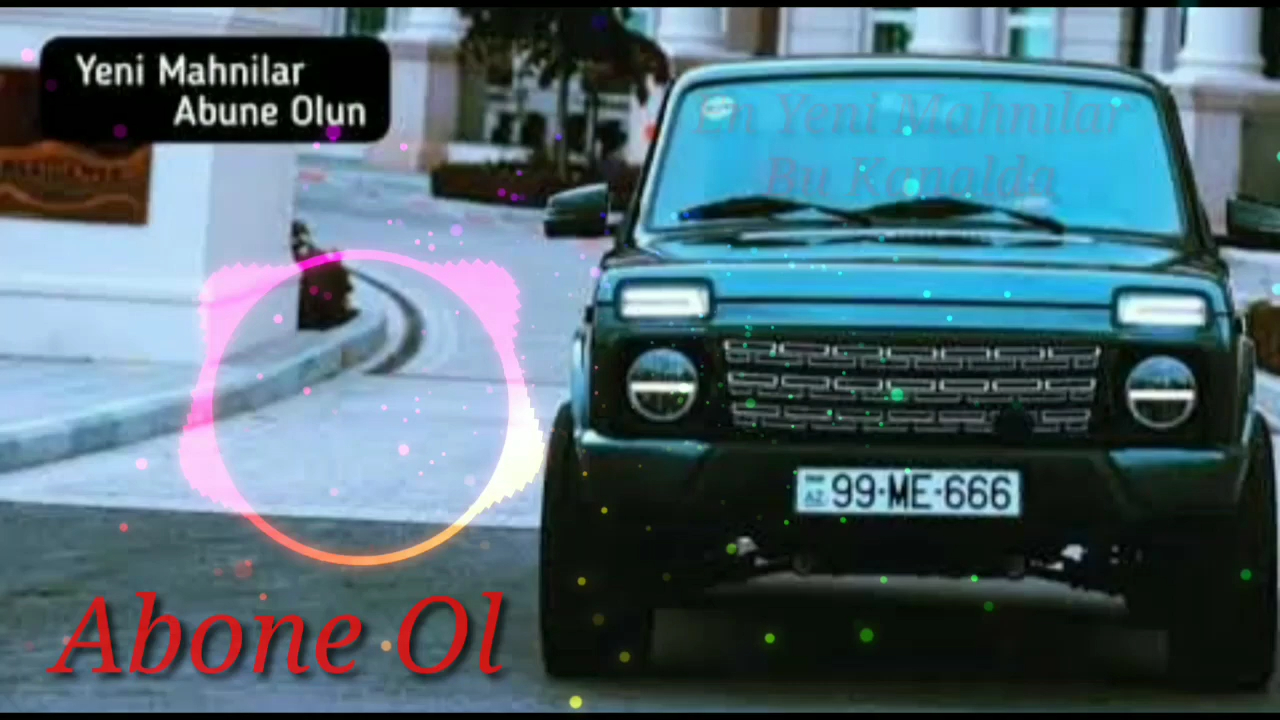 Yeni Mahnilar
Abune Olun
En Yeni Mahnılar
Bu Kanalda
AZ 99-ME-666
Abone Ol